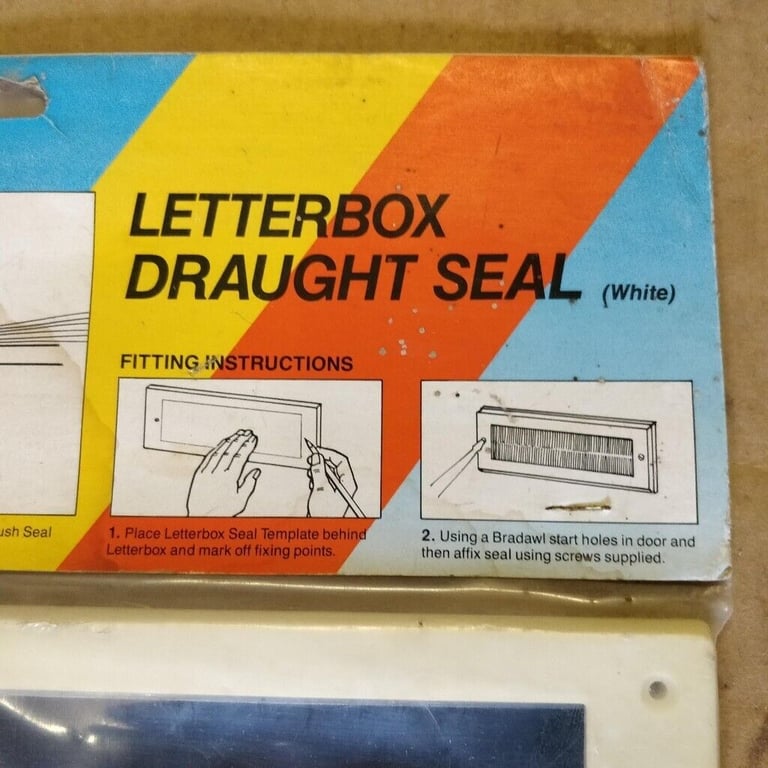 LETTERBOX
DRAUGHT SEAL (White)
FITTING INSTRUCTIONS
Seal
1. Place Letterbox Seal Template behind
Letterbox and mark off fixing points.
2. Using a Bradawl start holes in door and
then affix seal using screws supplied.